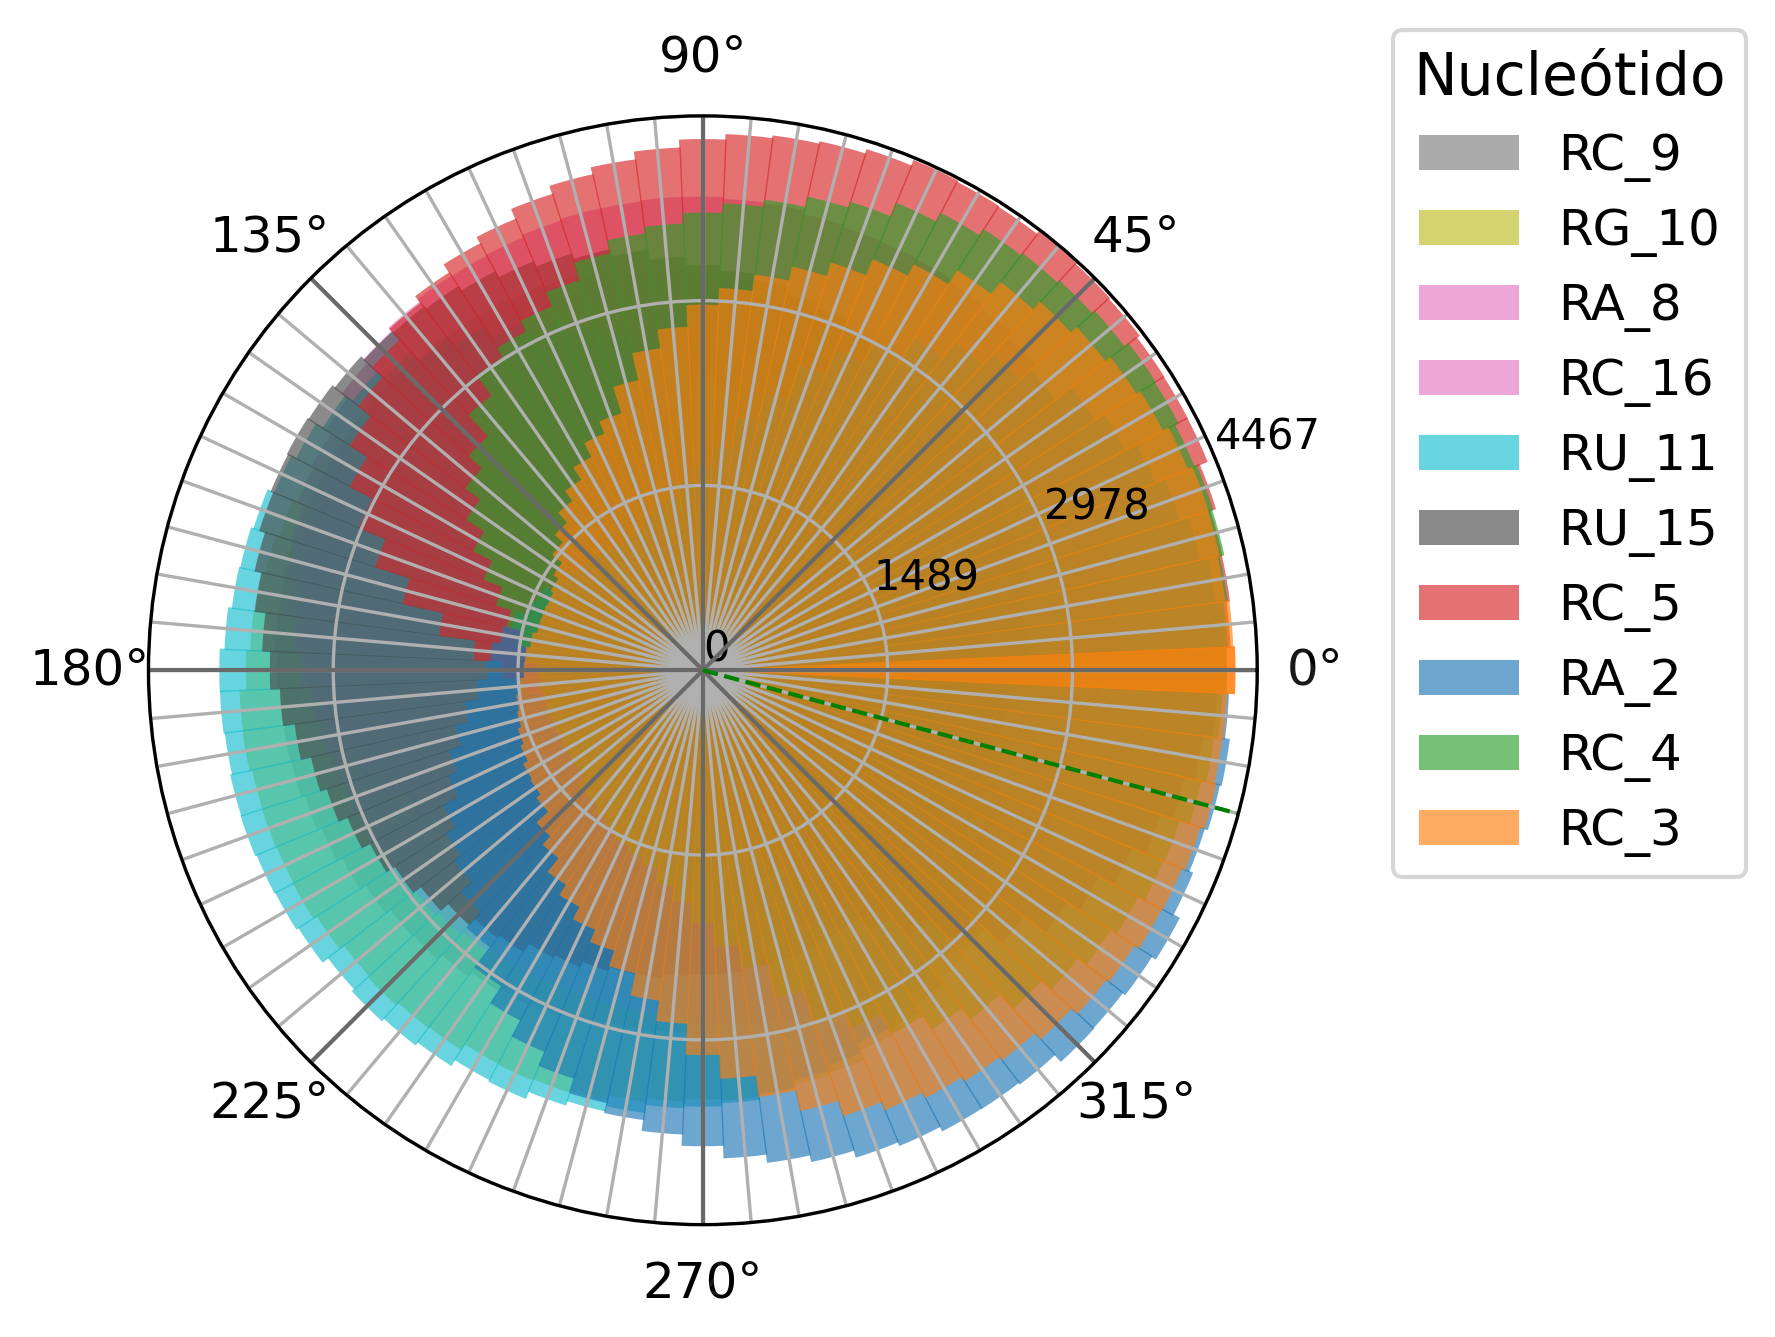 90°
135°
45°
4467
2978
1489
0
180°
0°
225°
315°
270°
Nucleótido
RC_9
RG_10
RA_8
RC_16
RU_11
RU_15
RC_5
RA_2
RC_4
RC_3